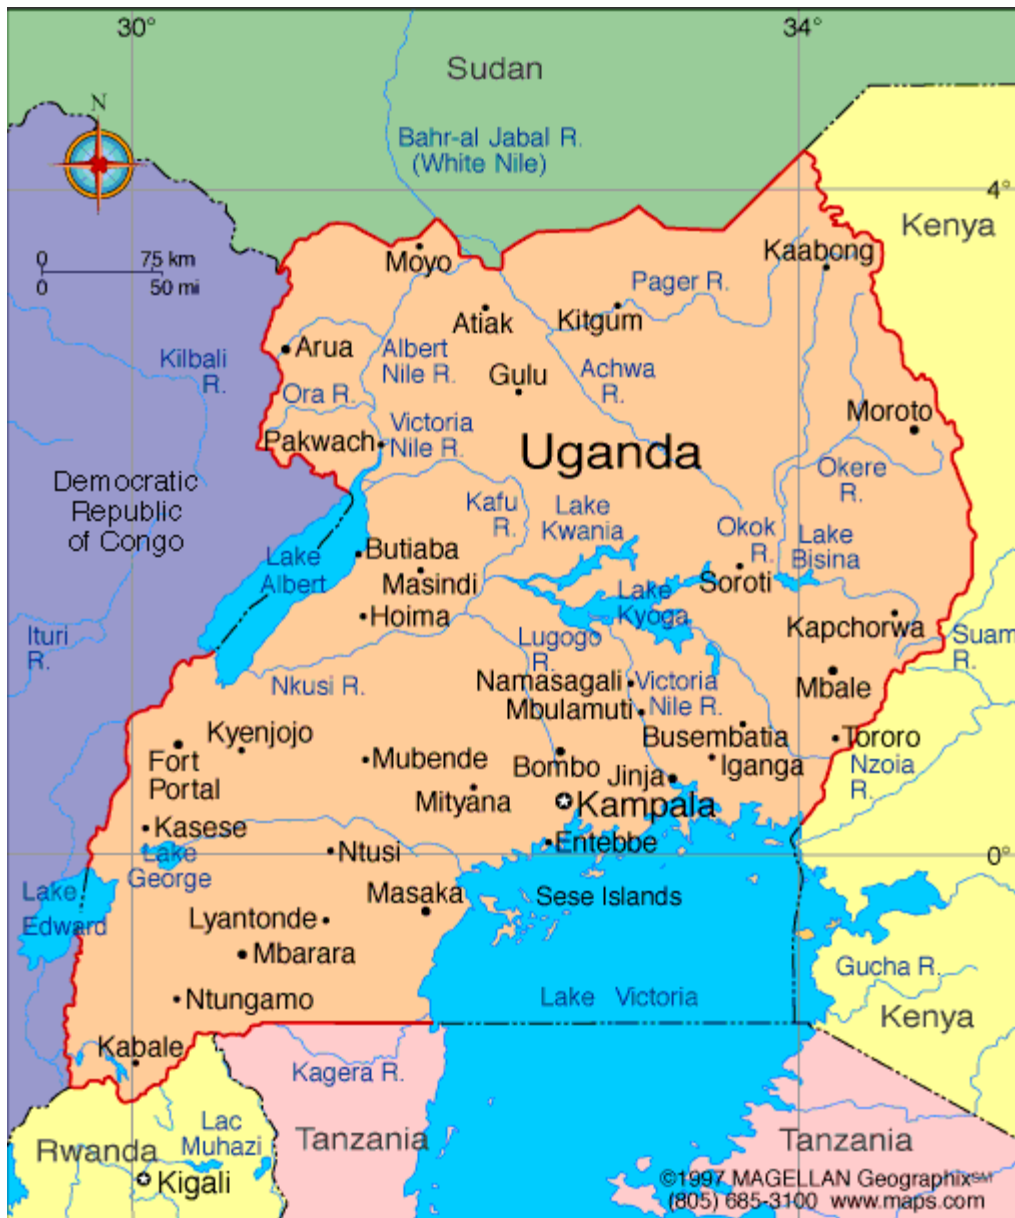 30°
34°
Sudan
N
Bahr-al Jabal R.
(White Nile)
4°
Kenya
0
75 km
0
50 mi
Moyo
Kaabong
Pager R.
Atiak
Kitgum
Kilbali
R.
Arua
Albert
Nile R.
Achwa
R.
Gulu
Ora R.
Moroto
Pakwach
Victoria
Nile R.
Uganda
Okere
R.
Democratic
Republic
of Congo
Kafu
R.
Lake
Kwania
Okok
R.
Lake
Bisina
Lake
Albert
Butiaba
Masindi
Soroti
Lake
Kyoga
Hoima
Kapchorwa
Ituri
R.
Lugogo
R.
Suam
R.
Nkusi R.
Namasagali
Victoria
Nile R.
Mbale
Mbulamuti
Kyenjojo
Busembatia
Tororo
Fort
Portal
Mubende
Bombo
Jinja
Iganga
Nzoia
R.
Mityana
Kampala
Kasese
Entebbe
Lake
George
Ntusi
0°
Lake
Edward
Masaka
Sese Islands
Lyantonde
Mbarara
Gucha R.
Ntungamo
Lake Victoria
Kenya
Kabale
Kagera R.
Lac
Muhazi
Rwanda
Tanzania
Tanzania
Kigali
©1997 MAGELLAN Geographix℠
(805) 685-3100 www.maps.com